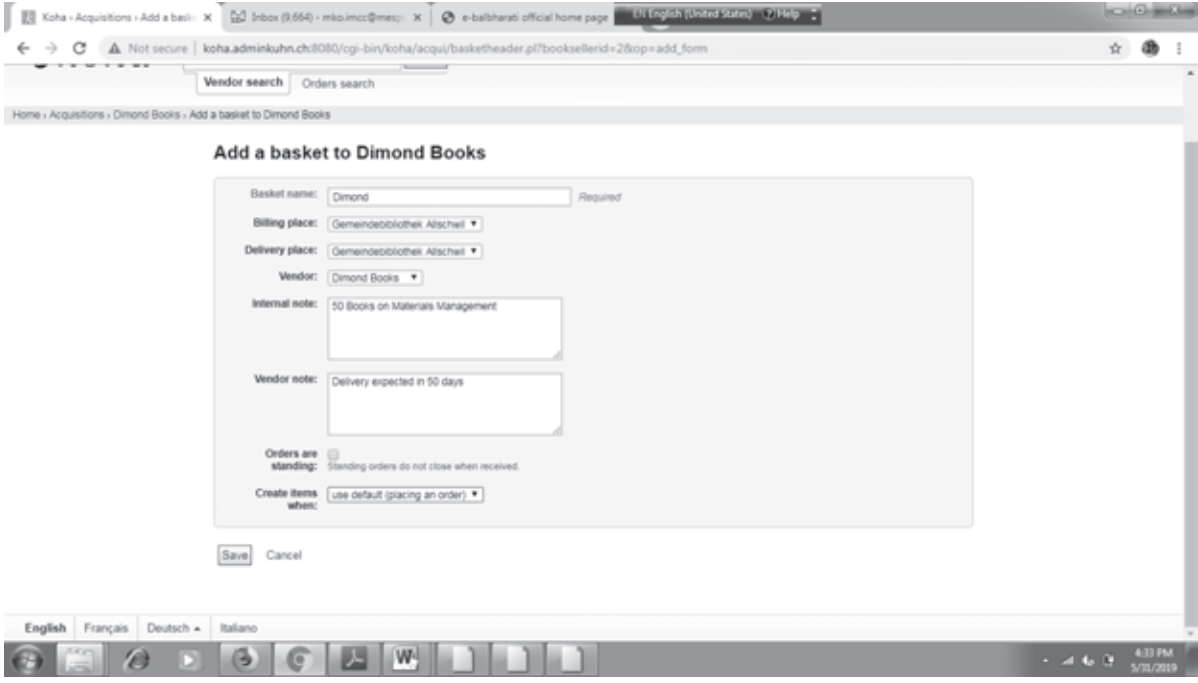 Koha › Acquisitions › Add a bask
Inbox (9,664) - mko.imcc@mesp
e-balbharati official home page
EN English (United States) Help
Not secure | koha.adminkuhn.ch:8080/cgi-bin/koha/acqui/basketheader.pl?booksellerid=2&op=add_form
Vendor search Orders search
Home › Acquisitions › Dimond Books › Add a basket to Dimond Books
Add a basket to Dimond Books
Basket name: Dimond Required
Billing place: Gemeindebibliothek Allschwil
Delivery place: Gemeindebibliothek Allschwil
Vendor: Dimond Books
Internal note: 50 Books on Materials Management
Vendor note: Delivery expected in 50 days
Orders are
standing: Standing orders do not close when received.
Create items use default (placing an order)
when:
Save Cancel
English Français Deutsch Italiano
4:33 PM
5/31/2019